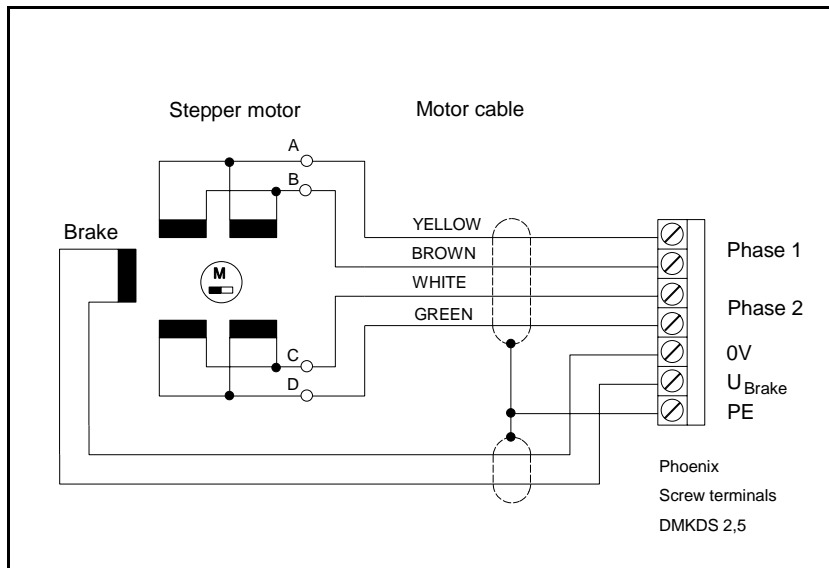 Stepper motor
Motor cable
A
B
YELLOW
Brake
BROWN
Phase 1
M
WHITE
Phase 2
GREEN
C
0V
D
U Brake
PE
Phoenix
Screw terminals
DMKDS 2,5